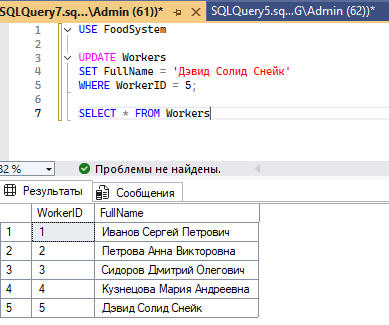 SQLQuery7.sq...\Admin (61))* SQLQuery5.sq...G\Admin (62))*
1 USE FoodSystem
2
3 UPDATE Workers
4 SET FullName = 'Дэвид Солид Снейк'
5 WHERE WorkerID = 5;
6
7 SELECT * FROM Workers
82 % Проблемы не найдены.
Результаты Сообщения
WorkerID FullName
1 1 Иванов Сергей Петрович
2 2 Петрова Анна Викторовна
3 3 Сидоров Дмитрий Олегович
4 4 Кузнецова Мария Андреевна
5 5 Дэвид Солид Снейк